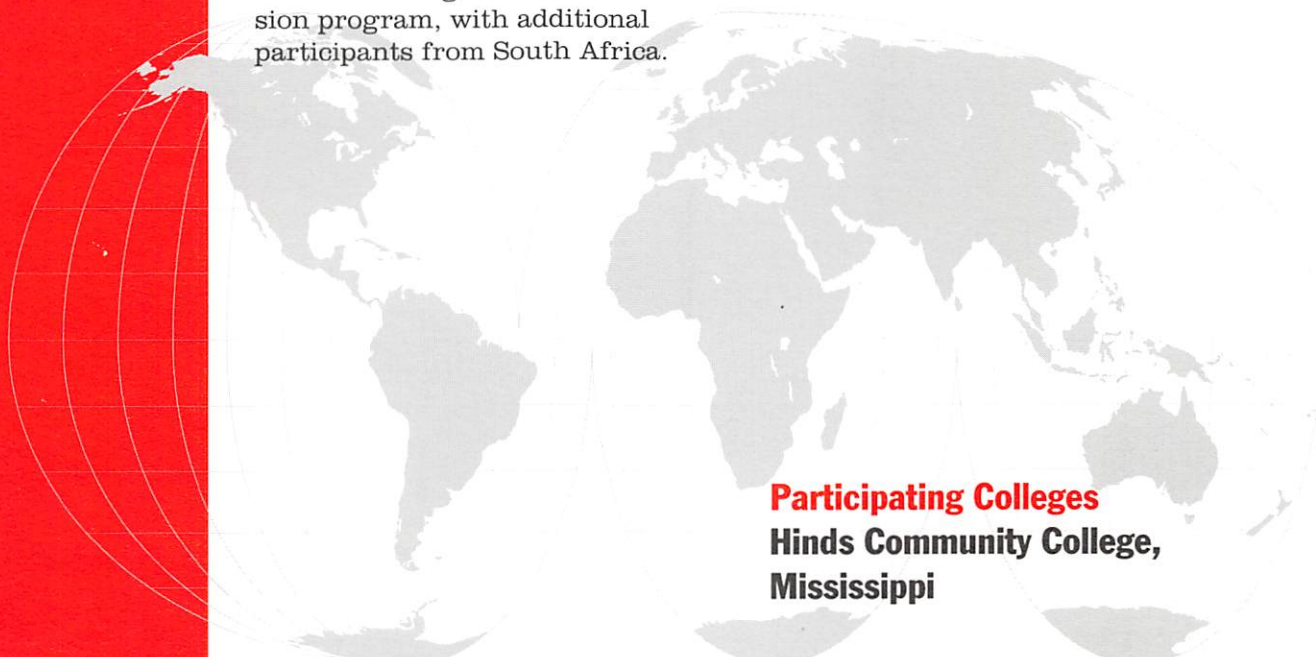 sion program, with additional
participants from South Africa.
Participating Colleges
Hinds Community College,
Mississippi